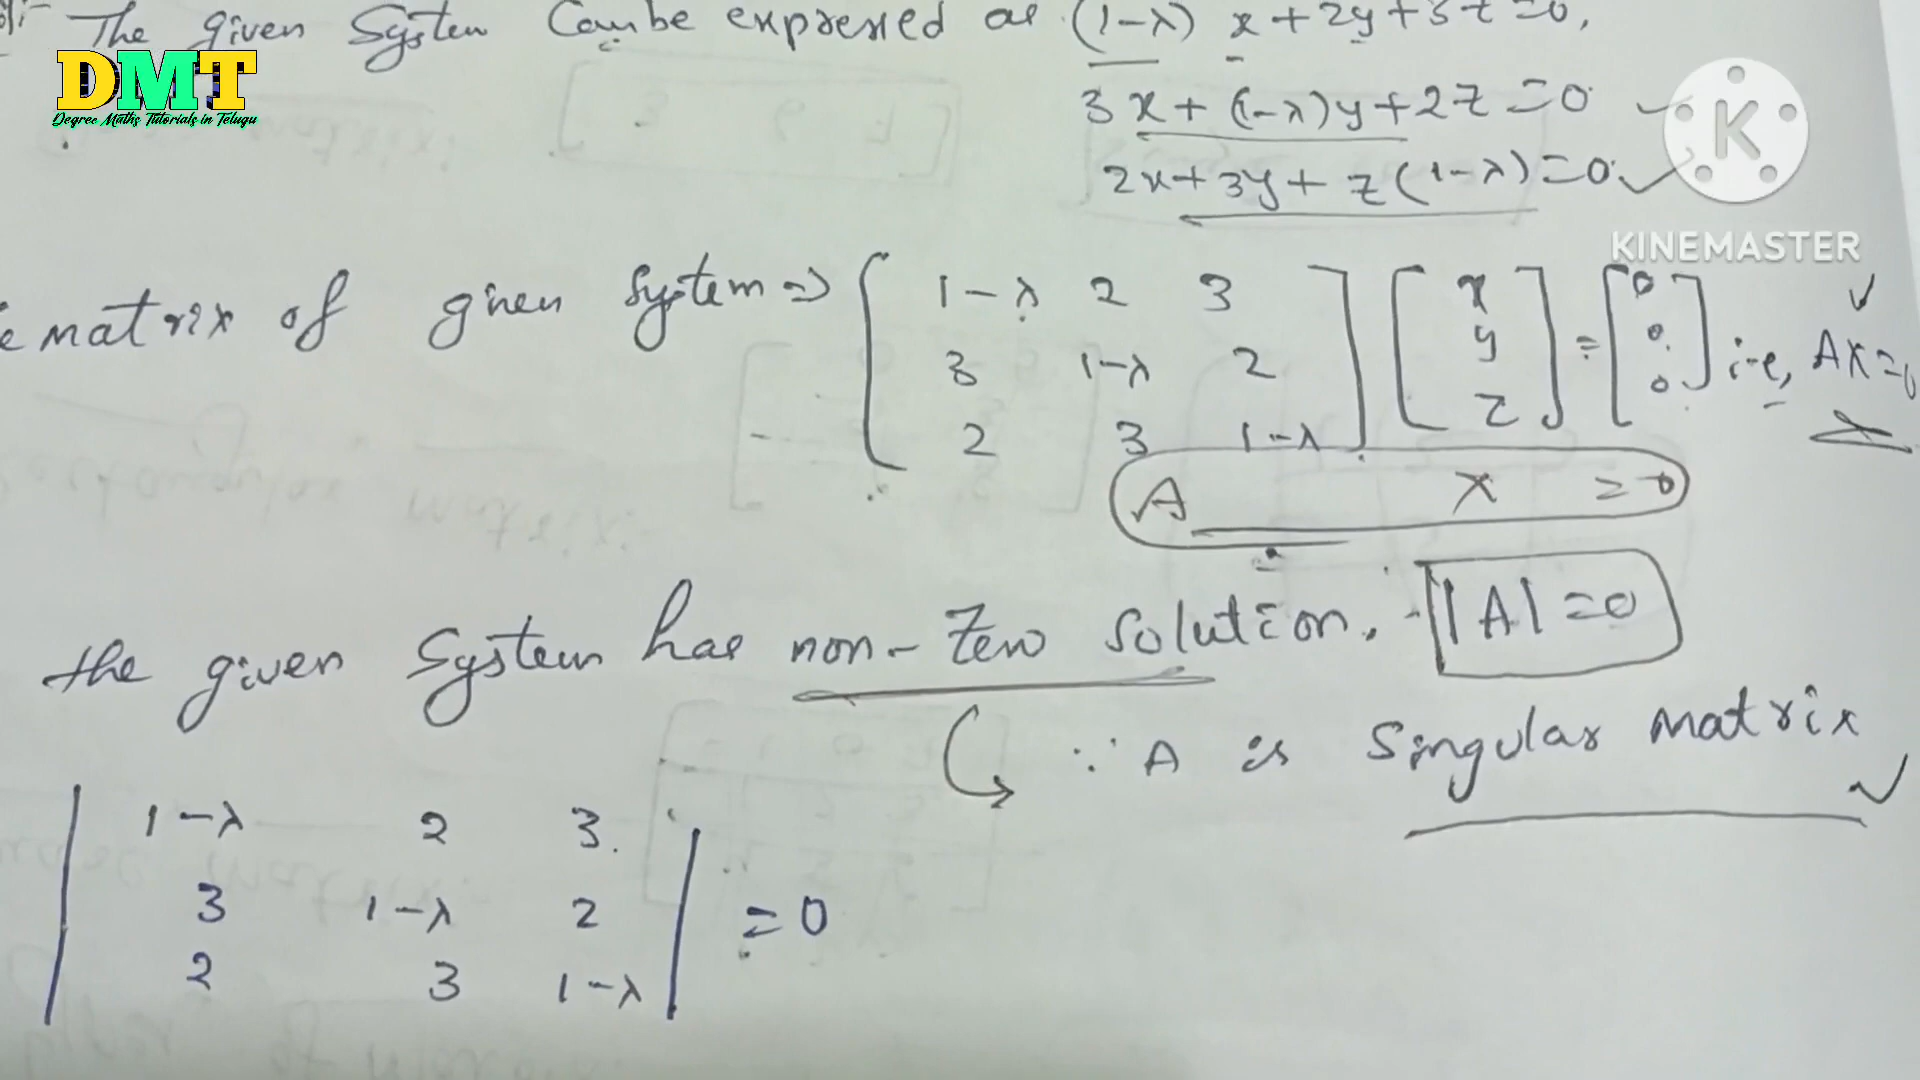 The given System Can be expressed as (1-λ) x+2y+3z=0,
DMT
Degree Maths Tutorials in Telugu
3x+(1-λ)y+2z=0
2x+3y+z(1-λ)=0
K
KINEMASTER
matrix of given System ⇒ [ 1-λ 2 3 ] [ x ] = [ 0 ]
3 1-λ 2 y 0 i-e, AX=0
2 3 1-λ z 0
A X = 0
the given System has non-Zero Solution. |A|=0
∵ A is Singular matrix
1-λ 2 3
3 1-λ 2 =0
2 3 1-λ